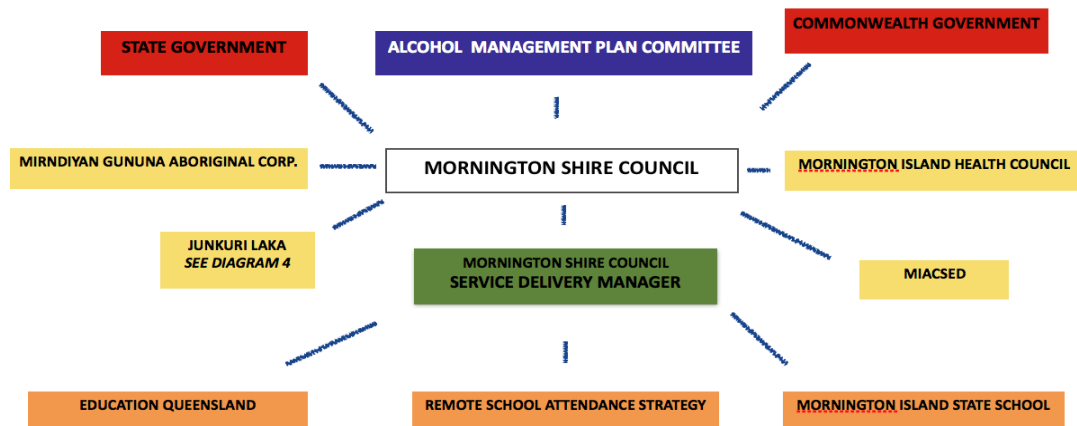 STATE GOVERNMENT
ALCOHOL MANAGEMENT PLAN COMMITTEE
COMMONWEALTH GOVERNMENT
MIRNDIYAN GUNUNA ABORIGINAL CORP.
MORNINGTON SHIRE COUNCIL
MORNINGTON ISLAND HEALTH COUNCIL
JUNKURI LAKA
SEE DIAGRAM 4
MORNINGTON SHIRE COUNCIL
SERVICE DELIVERY MANAGER
MIACSED
EDUCATION QUEENSLAND
REMOTE SCHOOL ATTENDANCE STRATEGY
MORNINGTON ISLAND STATE SCHOOL